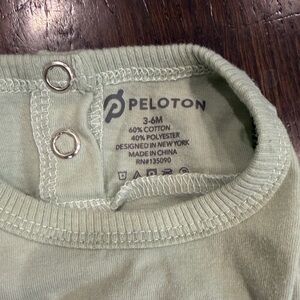 PELOTON
3-6M
60% COTTON
40% POLYESTER
DESIGNED IN NEW YORK
MADE IN CHINA
RN#135090